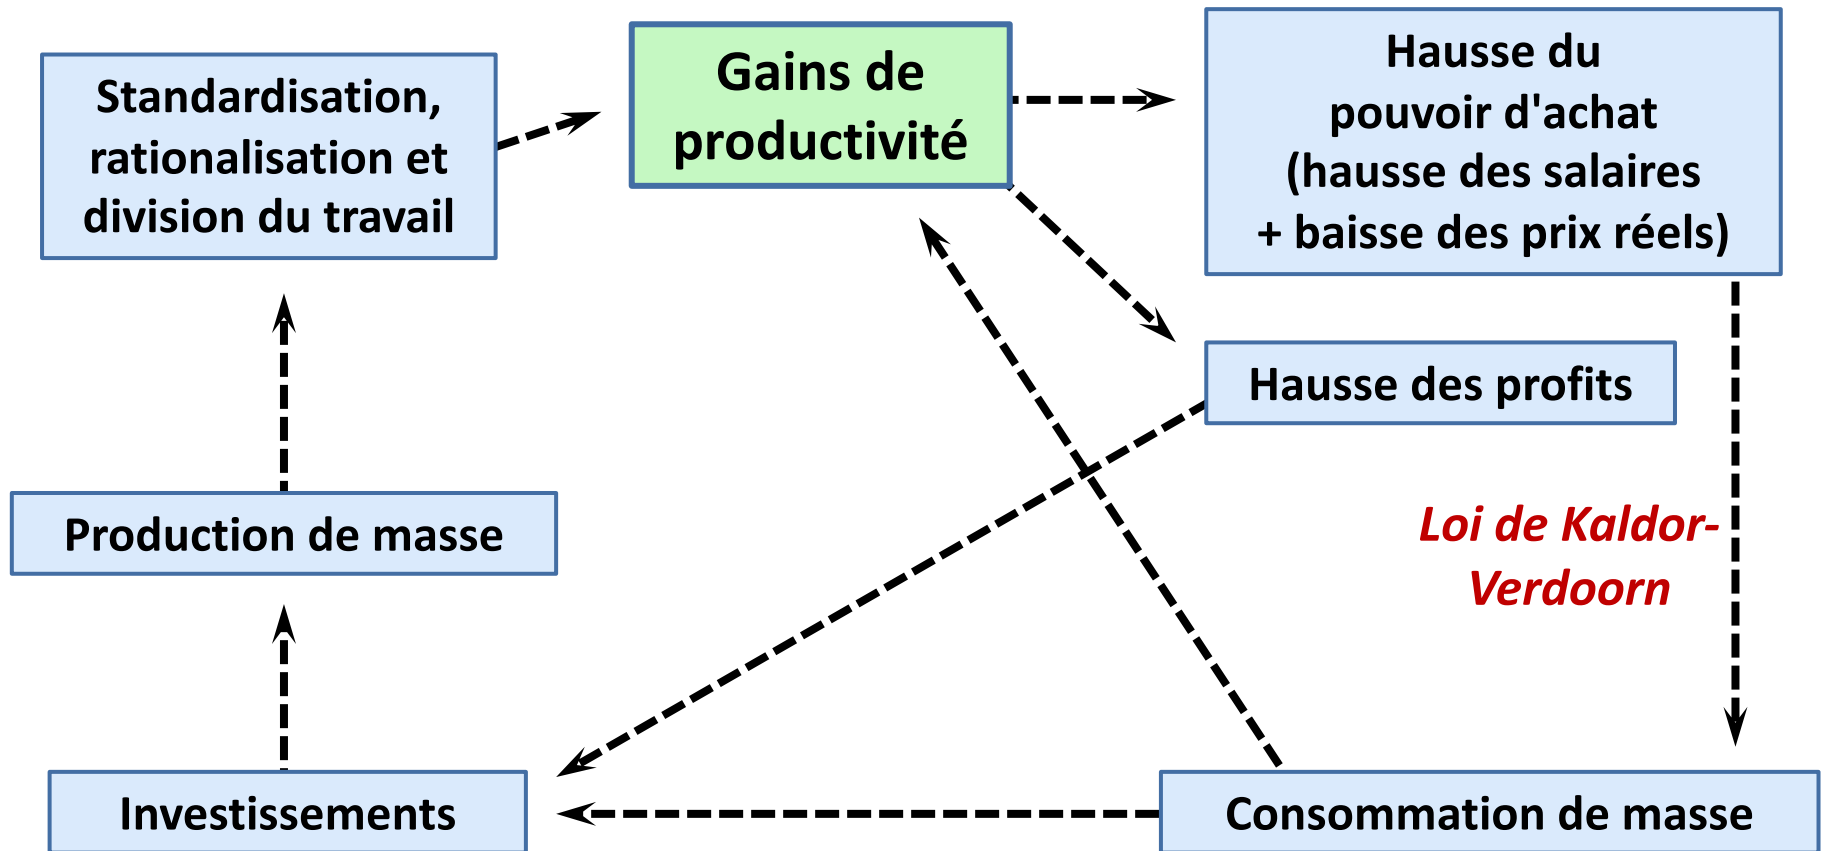 Standardisation,
rationalisation et
division du travail
Gains de
productivité
Hausse du
pouvoir d'achat
(hausse des salaires
+ baisse des prix réels)
Hausse des profits
Production de masse
Loi de Kaldor-
Verdoorn
Investissements
Consommation de masse